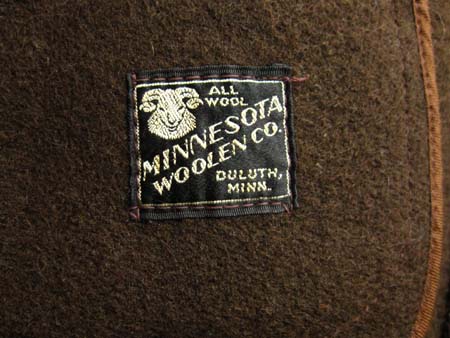 ALL
WOOL
MINNESOTA
WOOLEN CO.
DULUTH,
MINN.